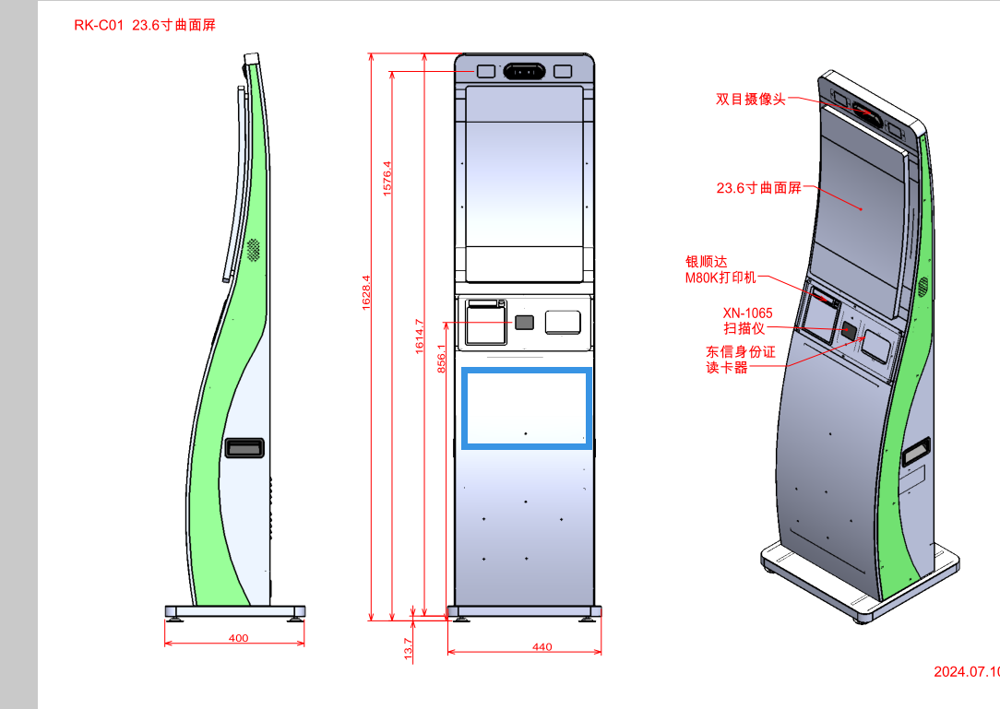 RK-C01 23.6寸曲面屏
双目摄像头
23.6寸曲面屏
银顺达
M80K打印机
XN-1065
扫描仪
东信身份证
读卡器
1576.4
1628.4
1614.7
856.1
13.7
400
440
2024.07.10